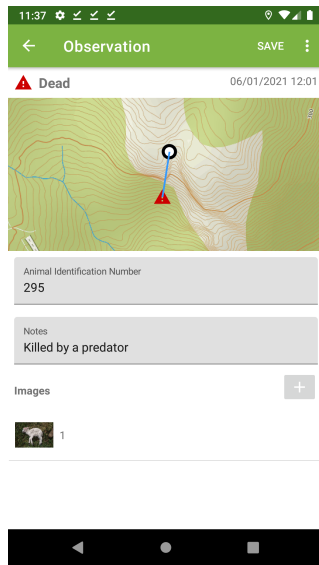 11:37
Observation
SAVE
Dead
06/01/2021 12:01
Animal Identification Number
295
Notes
Killed by a predator
Images
1